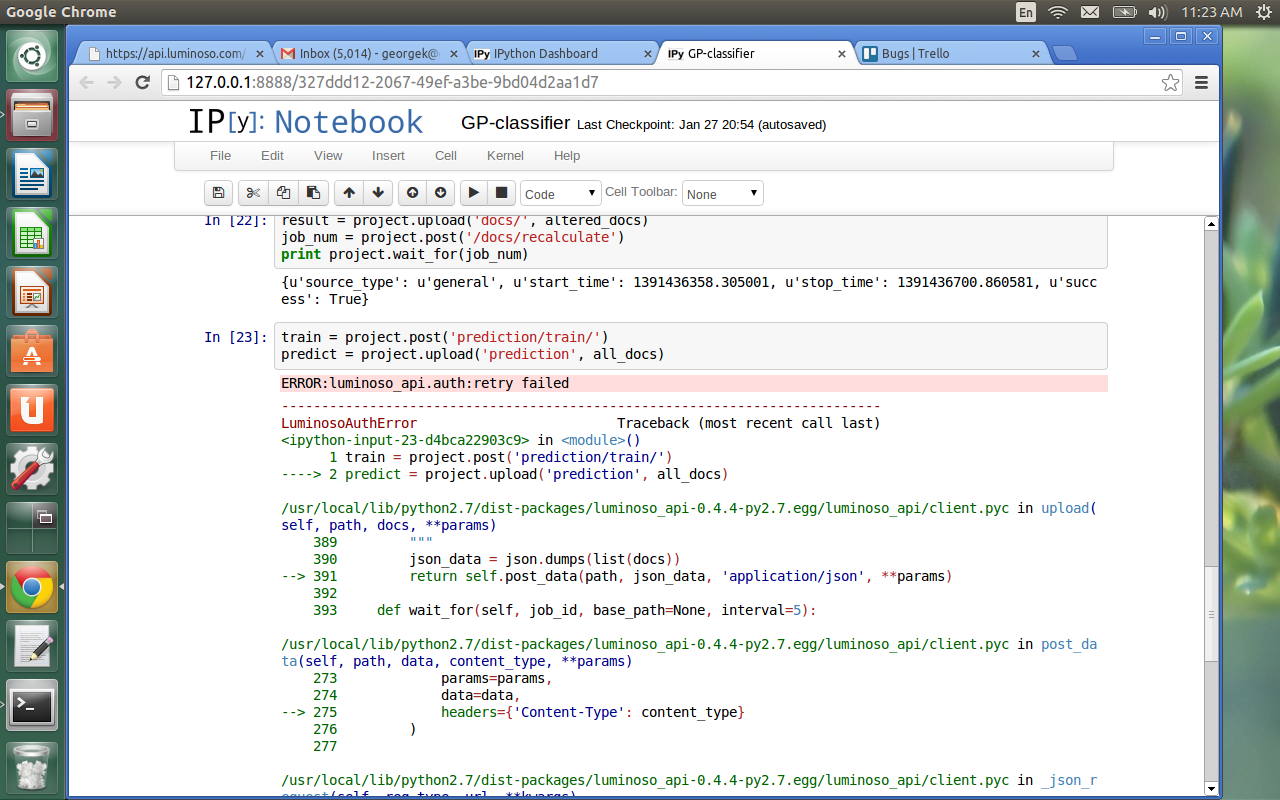 Google Chrome
En
11:23 AM
https://api.luminoso.com/
Inbox (5,014) - georgek@
IPy IPython Dashboard
IPy GP-classifier
Bugs | Trello
127.0.0.1:8888/327ddd12-2067-49ef-a3be-9bd04d2aa1d7
IP[y]: Notebook
GP-classifier Last Checkpoint: Jan 27 20:54 (autosaved)
File Edit View Insert Cell Kernel Help
Code Cell Toolbar: None
In [22]: result = project.upload('docs/', altered_docs)
job_num = project.post('/docs/recalculate')
print project.wait_for(job_num)
{u'source_type': u'general', u'start_time': 1391436358.305001, u'stop_time': 1391436700.860581, u'succ
ess': True}
In [23]: train = project.post('prediction/train/')
predict = project.upload('prediction', all_docs)
ERROR:luminoso_api.auth:retry failed
---------------------------------------------------------------------------
LuminosoAuthError                         Traceback (most recent call last)
<ipython-input-23-d4bca22903c9> in <module>()
      1 train = project.post('prediction/train/')
----> 2 predict = project.upload('prediction', all_docs)
/usr/local/lib/python2.7/dist-packages/luminoso_api-0.4.4-py2.7.egg/luminoso_api/client.pyc in upload(
self, path, docs, **params)
    389         """
    390         json_data = json.dumps(list(docs))
--> 391         return self.post_data(path, json_data, 'application/json', **params)
    392
    393     def wait_for(self, job_id, base_path=None, interval=5):
/usr/local/lib/python2.7/dist-packages/luminoso_api-0.4.4-py2.7.egg/luminoso_api/client.pyc in post_da
ta(self, path, data, content_type, **params)
    273             params=params,
    274             data=data,
--> 275             headers={'Content-Type': content_type}
    276         )
    277
/usr/local/lib/python2.7/dist-packages/luminoso_api-0.4.4-py2.7.egg/luminoso_api/client.pyc in _json_r
equest(self, req_type, url, **kwargs)